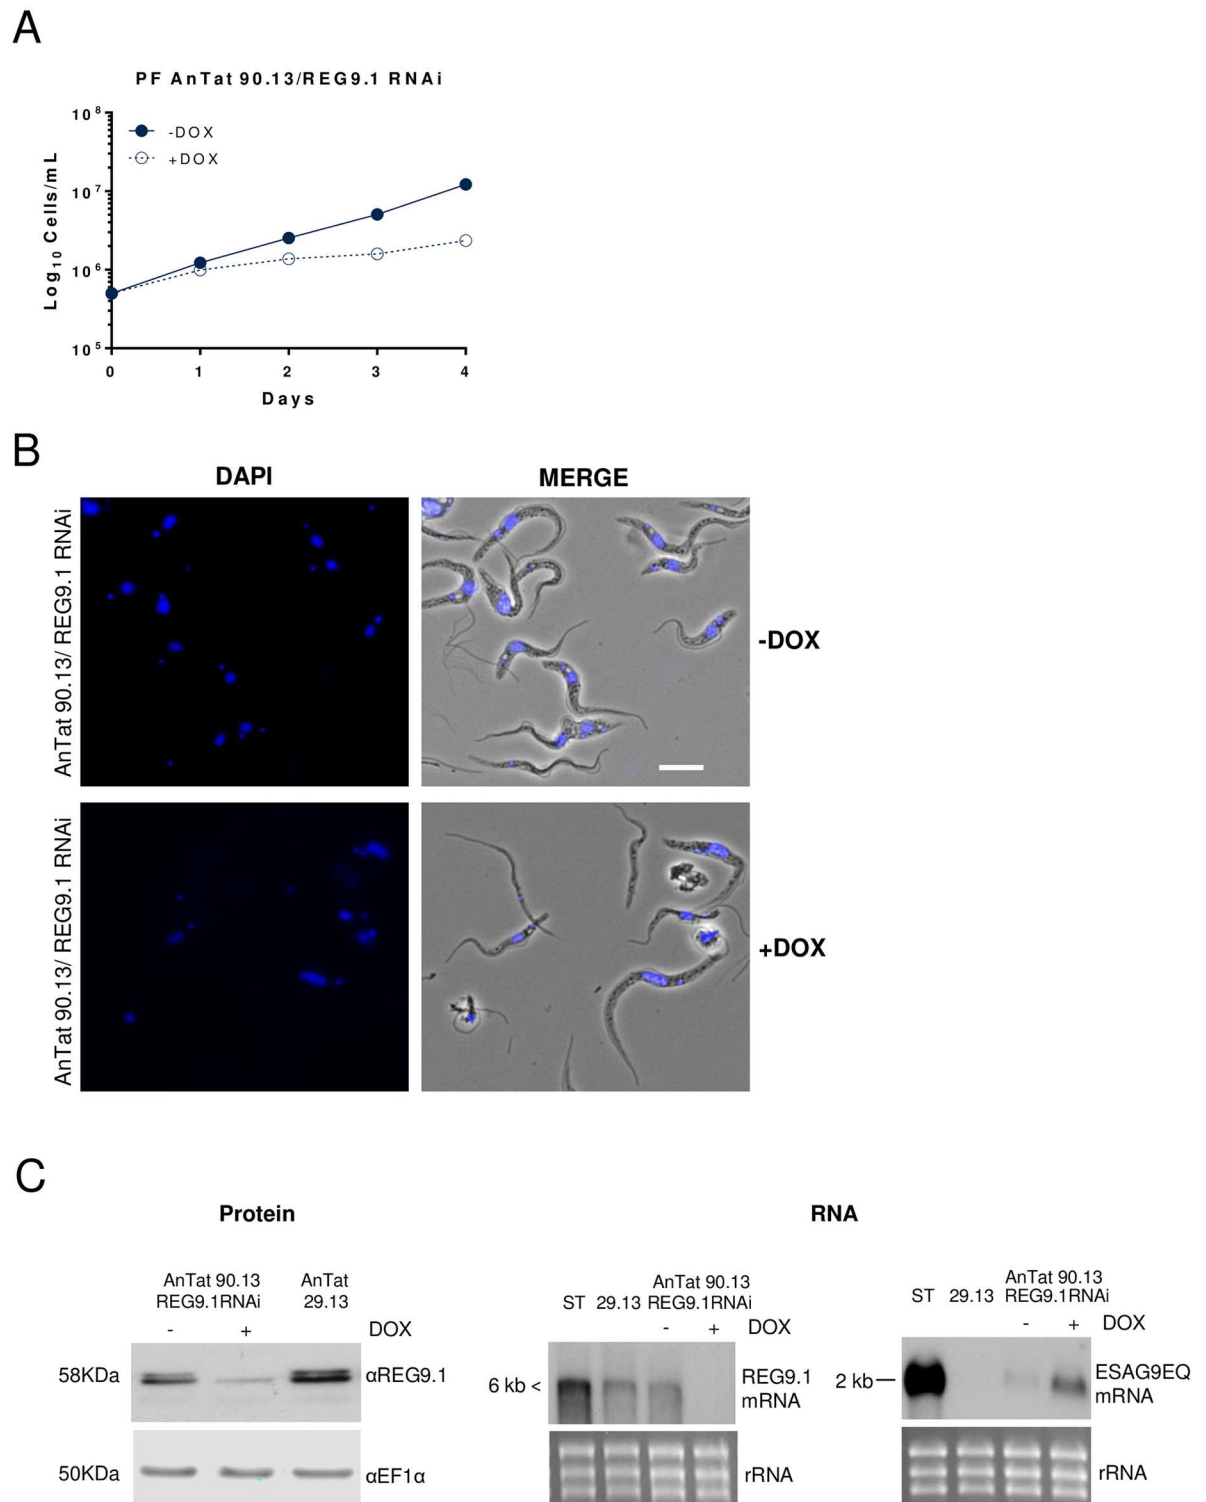 A
PF AnTat 90.13/REG9.1 RNAi
10⁸
-DOX
+DOX
10⁷
10⁶
10⁵
Log₁₀ Cells/mL
0 1 2 3 4
Days
B
DAPI MERGE
AnTat 90.13/ REG9.1 RNAi
-DOX
AnTat 90.13/ REG9.1 RNAi
+DOX
C
Protein
AnTat 90.13
REG9.1RNAi
AnTat
29.13
- + DOX
58KDa αREG9.1
50KDa αEF1α
RNA
AnTat 90.13
ST 29.13 REG9.1RNAi
- + DOX
6 kb < REG9.1
mRNA
rRNA
AnTat 90.13
ST 29.13 REG9.1RNAi
- + DOX
2 kb ESAG9EQ
mRNA
rRNA